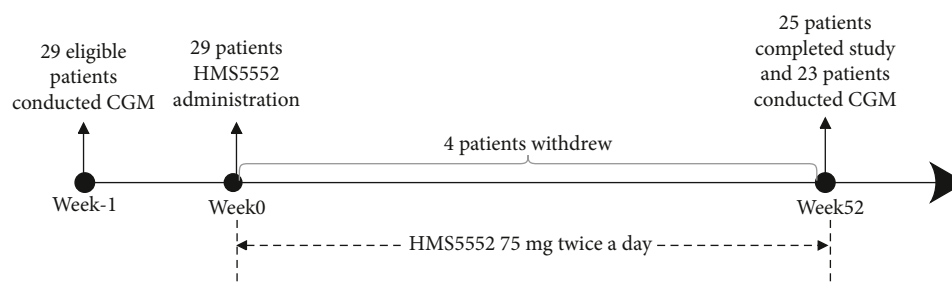 29 eligible
patients
conducted CGM
29 patients
HMS5552
administration
25 patients
completed study
and 23 patients
conducted CGM
4 patients withdrew
Week-1
Week0
Week52
HMS5552 75 mg twice a day